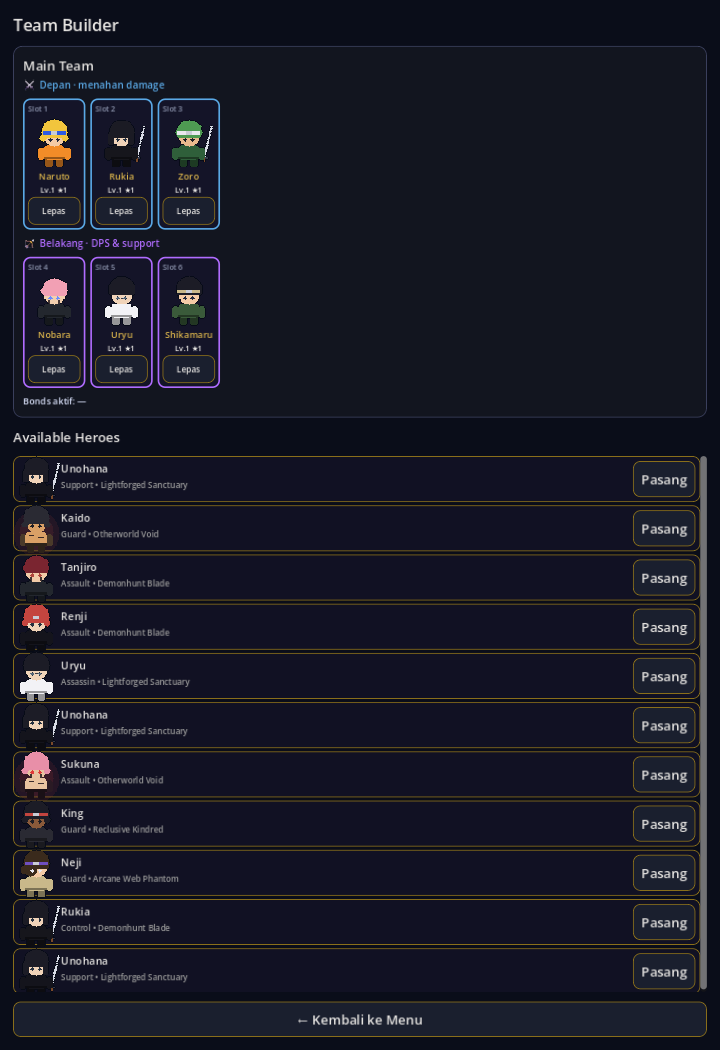 Team Builder
Main Team
Depan · menahan damage
Slot 1 Slot 2 Slot 3
Naruto Rukia Zoro
Lv.1 ★1 Lv.1 ★1 Lv.1 ★1
Lepas Lepas Lepas
Belakang · DPS & support
Slot 4 Slot 5 Slot 6
Nobara Uryu Shikamaru
Lv.1 ★1 Lv.1 ★1 Lv.1 ★1
Lepas Lepas Lepas
Bonds aktif: —
Available Heroes
Unohana
Support • Lightforged Sanctuary
Pasang
Kaido
Guard • Otherworld Void
Pasang
Tanjiro
Assault • Demonhunt Blade
Pasang
Renji
Assault • Demonhunt Blade
Pasang
Uryu
Assassin • Lightforged Sanctuary
Pasang
Unohana
Support • Lightforged Sanctuary
Pasang
Sukuna
Assault • Otherworld Void
Pasang
King
Guard • Reclusive Kindred
Pasang
Neji
Guard • Arcane Web Phantom
Pasang
Rukia
Control • Demonhunt Blade
Pasang
Unohana
Support • Lightforged Sanctuary
Pasang
← Kembali ke Menu